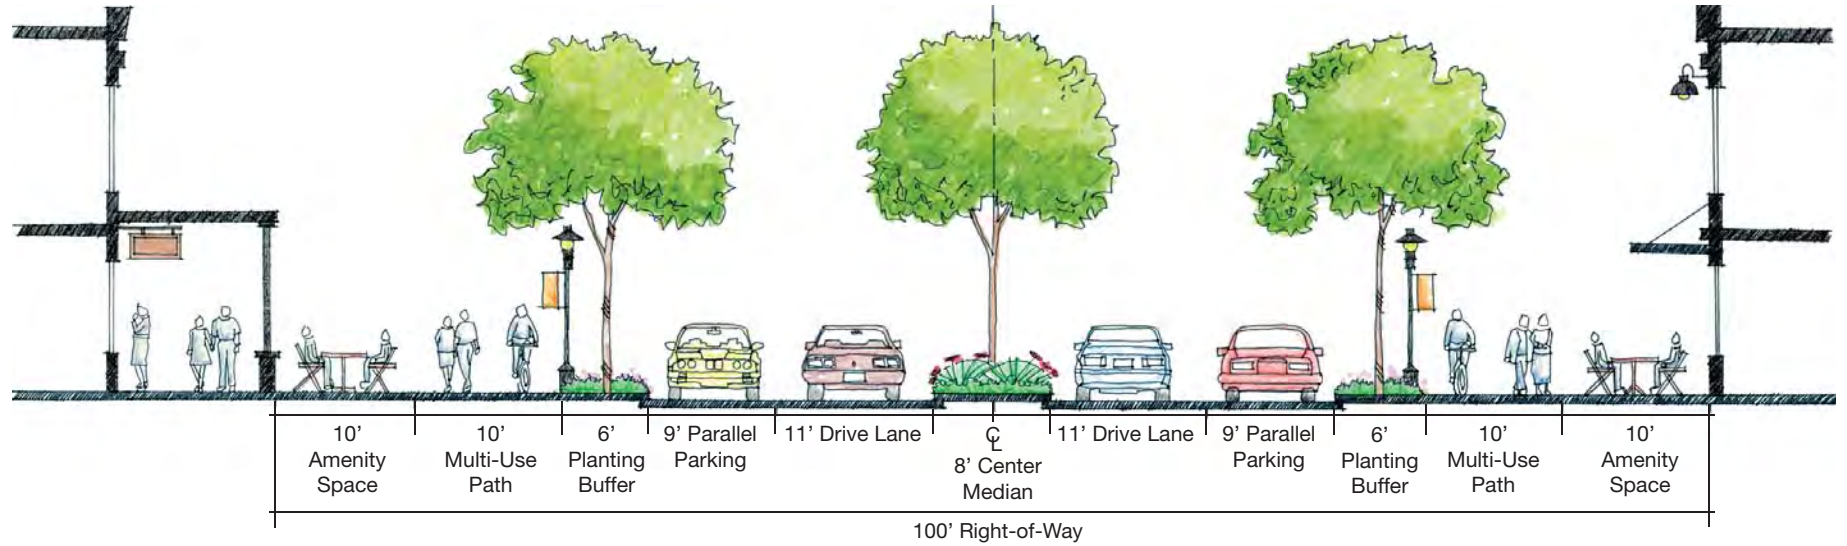 10’
Amenity
Space
10’
Multi-Use
Path
6’
Planting
Buffer
9’ Parallel
Parking
11’ Drive Lane
℄
8’ Center
Median
11’ Drive Lane
9’ Parallel
Parking
6’
Planting
Buffer
10’
Multi-Use
Path
10’
Amenity
Space
100’ Right-of-Way